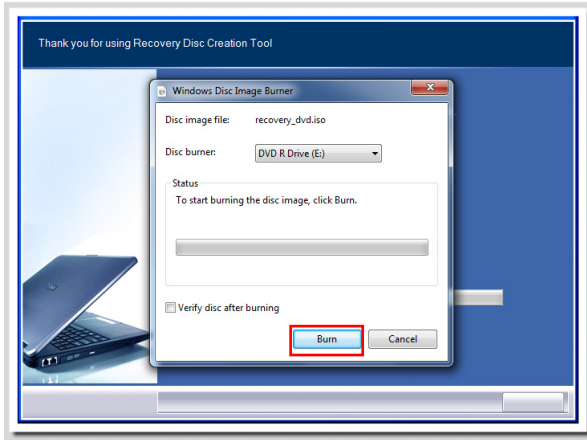 Thank you for using Recovery Disc Creation Tool
Windows Disc Image Burner
Disc image file: recovery_dvd.iso
Disc burner: DVD R Drive (E:)
Status
To start burning the disc image, click Burn.
Verify disc after burning
Burn Cancel